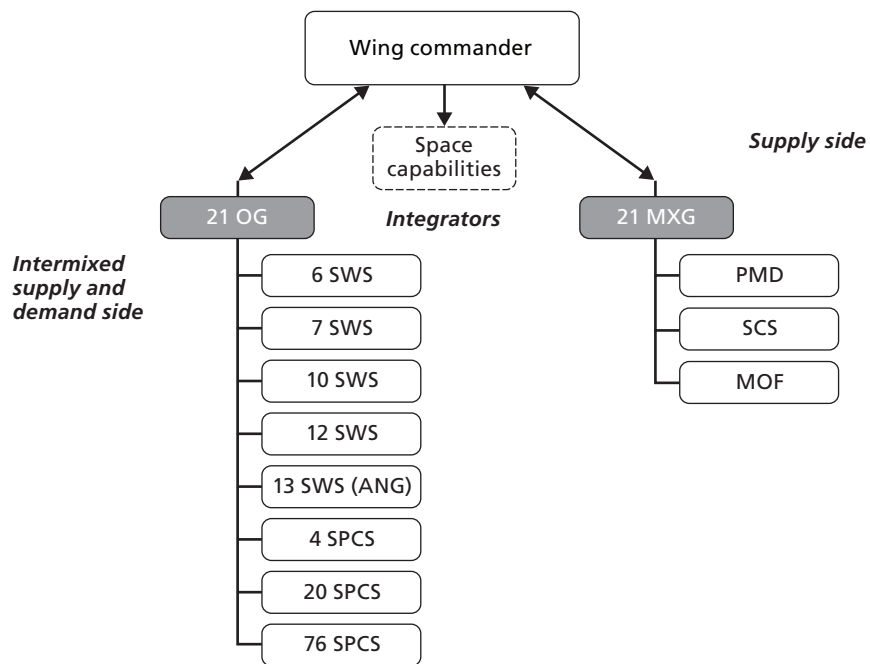 Wing commander
Space
capabilities
Supply side
21 OG
Integrators
21 MXG
Intermixed
supply and
demand side
6 SWS
7 SWS
10 SWS
12 SWS
13 SWS (ANG)
4 SPCS
20 SPCS
76 SPCS
PMD
SCS
MOF